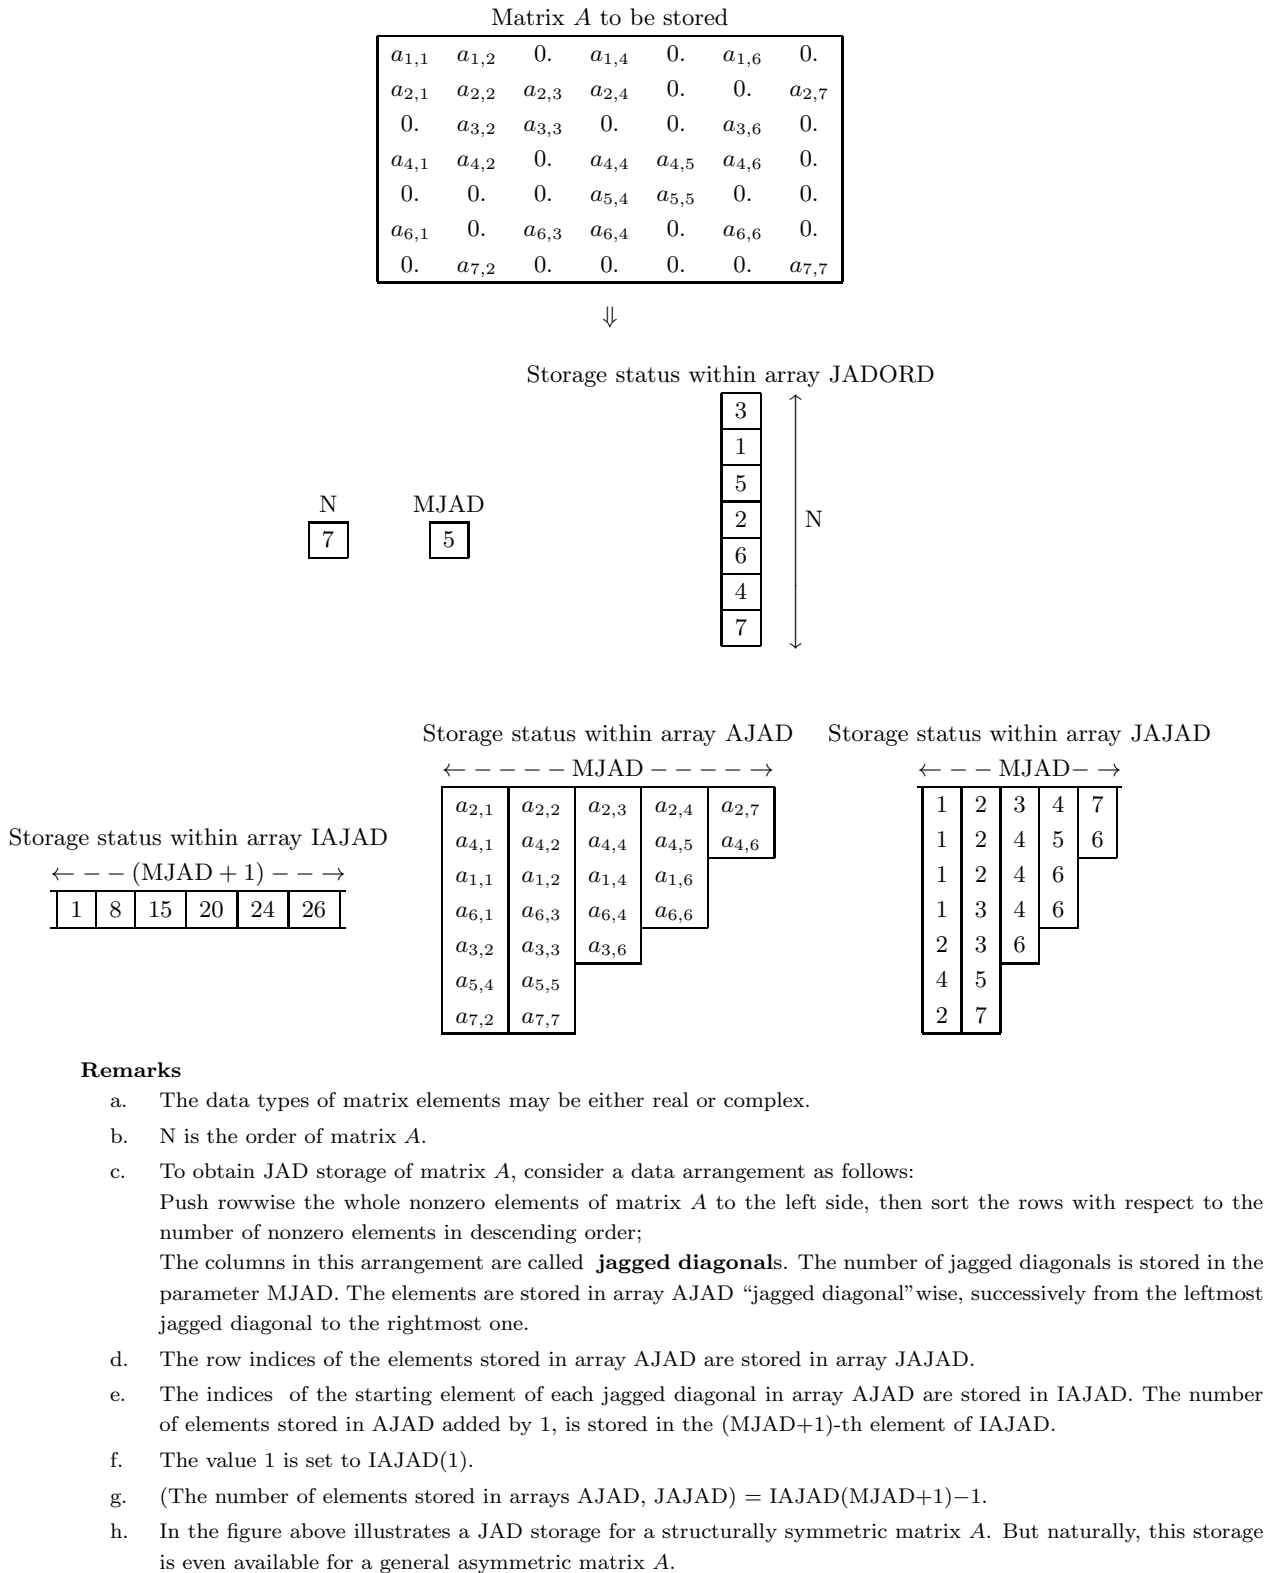 Matrix A to be stored
a1,1 a1,2 0. a1,4 0. a1,6 0.
a2,1 a2,2 a2,3 a2,4 0. 0. a2,7
0. a3,2 a3,3 0. 0. a3,6 0.
a4,1 a4,2 0. a4,4 a4,5 a4,6 0.
0. 0. 0. a5,4 a5,5 0. 0.
a6,1 0. a6,3 a6,4 0. a6,6 0.
0. a7,2 0. 0. 0. 0. a7,7
⇓
Storage status within array JADORD
3
1
5
2
6
4
7
N
N
7
MJAD
5
Storage status within array IAJAD
←−−(MJAD+1)−−→
1 8 15 20 24 26
Storage status within array AJAD
←−−−−−MJAD−−−−−→
a2,1 a2,2 a2,3 a2,4 a2,7
a4,1 a4,2 a4,4 a4,5 a4,6
a1,1 a1,2 a1,4 a1,6
a6,1 a6,3 a6,4 a6,6
a3,2 a3,3 a3,6
a5,4 a5,5
a7,2 a7,7
Storage status within array JAJAD
←−−MJAD−→
1 2 3 4 7
1 2 4 5 6
1 2 4 6
1 3 4 6
2 3 6
4 5
2 7
Remarks
a. The data types of matrix elements may be either real or complex.
b. N is the order of matrix A.
c. To obtain JAD storage of matrix A, consider a data arrangement as follows:
Push rowwise the whole nonzero elements of matrix A to the left side, then sort the rows with respect to the
number of nonzero elements in descending order;
The columns in this arrangement are called jagged diagonals. The number of jagged diagonals is stored in the
parameter MJAD. The elements are stored in array AJAD “jagged diagonal”wise, successively from the leftmost
jagged diagonal to the rightmost one.
d. The row indices of the elements stored in array AJAD are stored in array JAJAD.
e. The indices of the starting element of each jagged diagonal in array AJAD are stored in IAJAD. The number
of elements stored in AJAD added by 1, is stored in the (MJAD+1)-th element of IAJAD.
f. The value 1 is set to IAJAD(1).
g. (The number of elements stored in arrays AJAD, JAJAD) = IAJAD(MJAD+1)−1.
h. In the figure above illustrates a JAD storage for a structurally symmetric matrix A. But naturally, this storage
is even available for a general asymmetric matrix A.